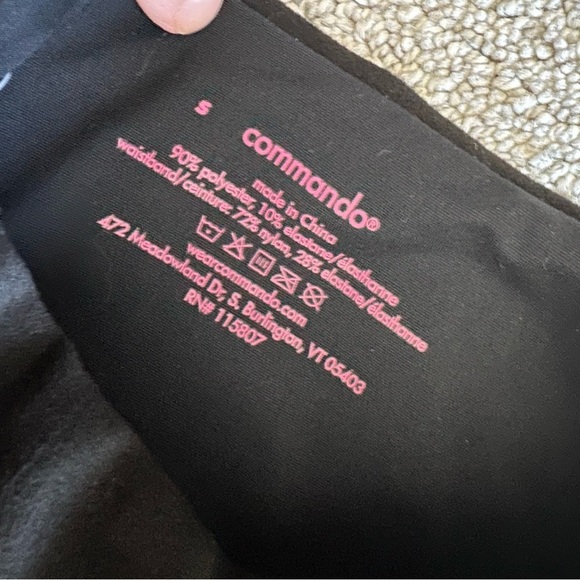 s
commando®
made in China
90% polyester, 10% elastane/élasthanne
waistband/ceinture: 72% nylon, 28% elastane/élasthanne
wearcommando.com
472 Meadowland Dr, S. Burlington, VT 05403
RN# 115807